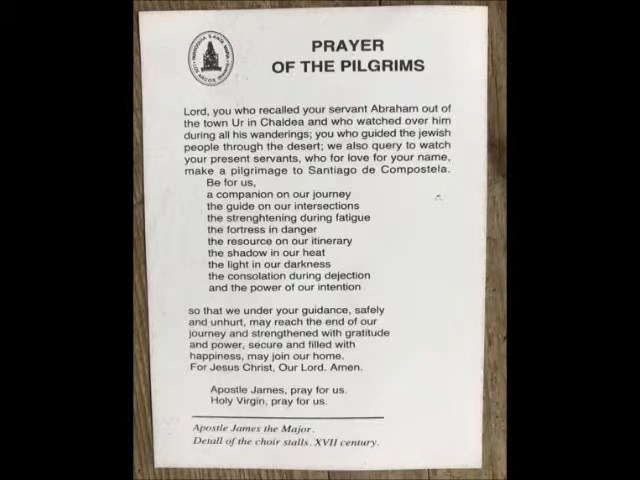 PRAYER
OF THE PILGRIMS
Lord, you who recalled your servant Abraham out of
the town Ur in Chaldea and who watched over him
during all his wanderings; you who guided the jewish
people through the desert; we also query to watch
your present servants, who for love for your name,
make a pilgrimage to Santiago de Compostela.
Be for us,
a companion on our journey
the guide on our intersections
the strenghtening during fatigue
the fortress in danger
the resource on our itinerary
the shadow in our heat
the light in our darkness
the consolation during dejection
and the power of our intention
so that we under your guidance, safely
and unhurt, may reach the end of our
journey and strengthened with gratitude
and power, secure and filled with
happiness, may join our home.
For Jesus Christ, Our Lord. Amen.
Apostle James, pray for us.
Holy Virgin, pray for us.
Apostle James the Major.
Detall of the choir stalls. XVII century.